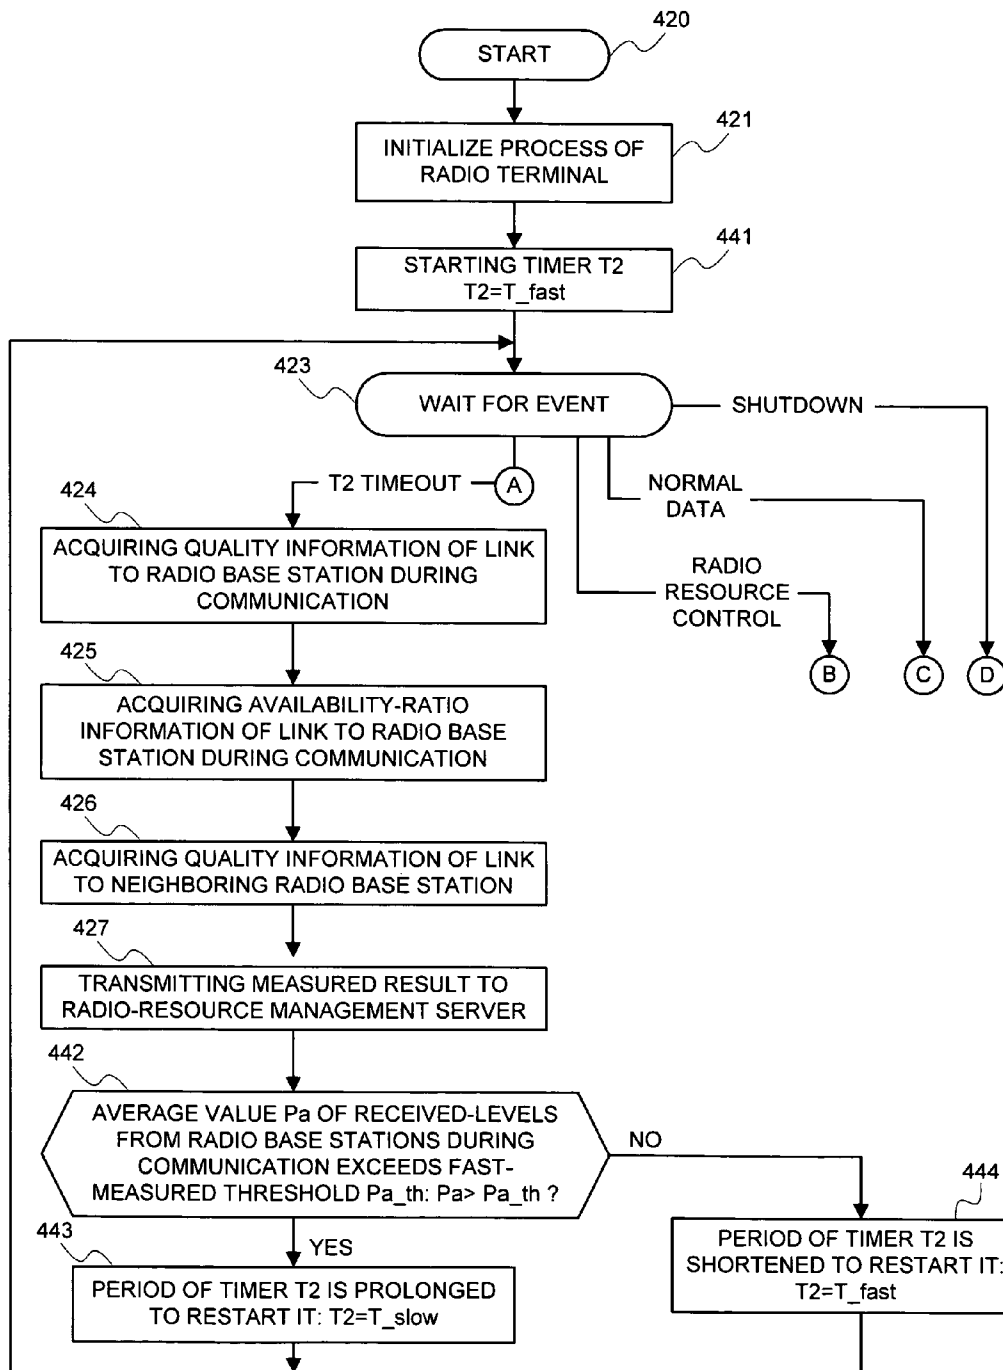 420
START
421
INITIALIZE PROCESS OF
RADIO TERMINAL
441
STARTING TIMER T2
T2=T_fast
423
WAIT FOR EVENT
SHUTDOWN
T2 TIMEOUT
A
NORMAL
DATA
RADIO
RESOURCE
CONTROL
B
C
D
424
ACQUIRING QUALITY INFORMATION OF LINK
TO RADIO BASE STATION DURING
COMMUNICATION
425
ACQUIRING AVAILABILITY-RATIO
INFORMATION OF LINK TO RADIO BASE
STATION DURING COMMUNICATION
426
ACQUIRING QUALITY INFORMATION OF LINK
TO NEIGHBORING RADIO BASE STATION
427
TRANSMITTING MEASURED RESULT TO
RADIO-RESOURCE MANAGEMENT SERVER
442
AVERAGE VALUE Pa OF RECEIVED-LEVELS
FROM RADIO BASE STATIONS DURING
COMMUNICATION EXCEEDS FAST-
MEASURED THRESHOLD Pa_th: Pa> Pa_th ?
NO
YES
443
PERIOD OF TIMER T2 IS PROLONGED
TO RESTART IT: T2=T_slow
444
PERIOD OF TIMER T2 IS
SHORTENED TO RESTART IT:
T2=T_fast